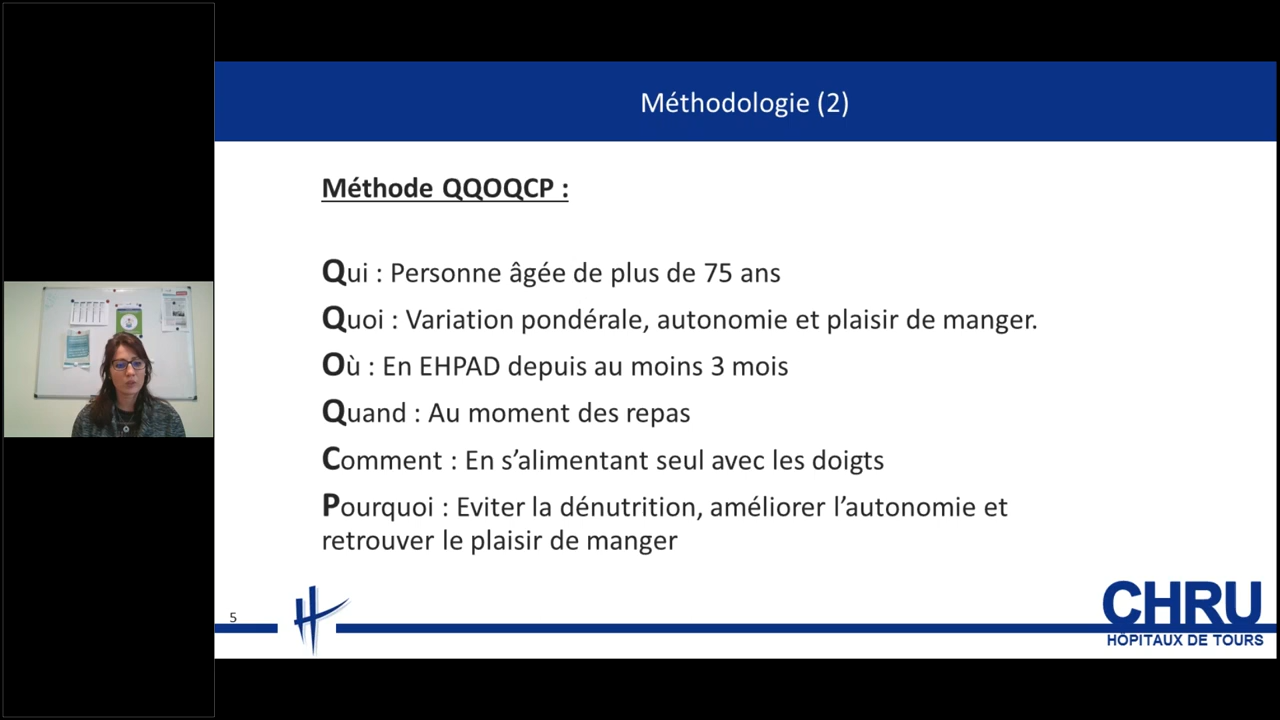 Méthodologie (2)
Méthode QQOQCP :
Qui : Personne âgée de plus de 75 ans
Quoi : Variation pondérale, autonomie et plaisir de manger.
Où : En EHPAD depuis au moins 3 mois
Quand : Au moment des repas
Comment : En s’alimentant seul avec les doigts
Pourquoi : Eviter la dénutrition, améliorer l’autonomie et
retrouver le plaisir de manger
5
CHRU
HÔPITAUX DE TOURS